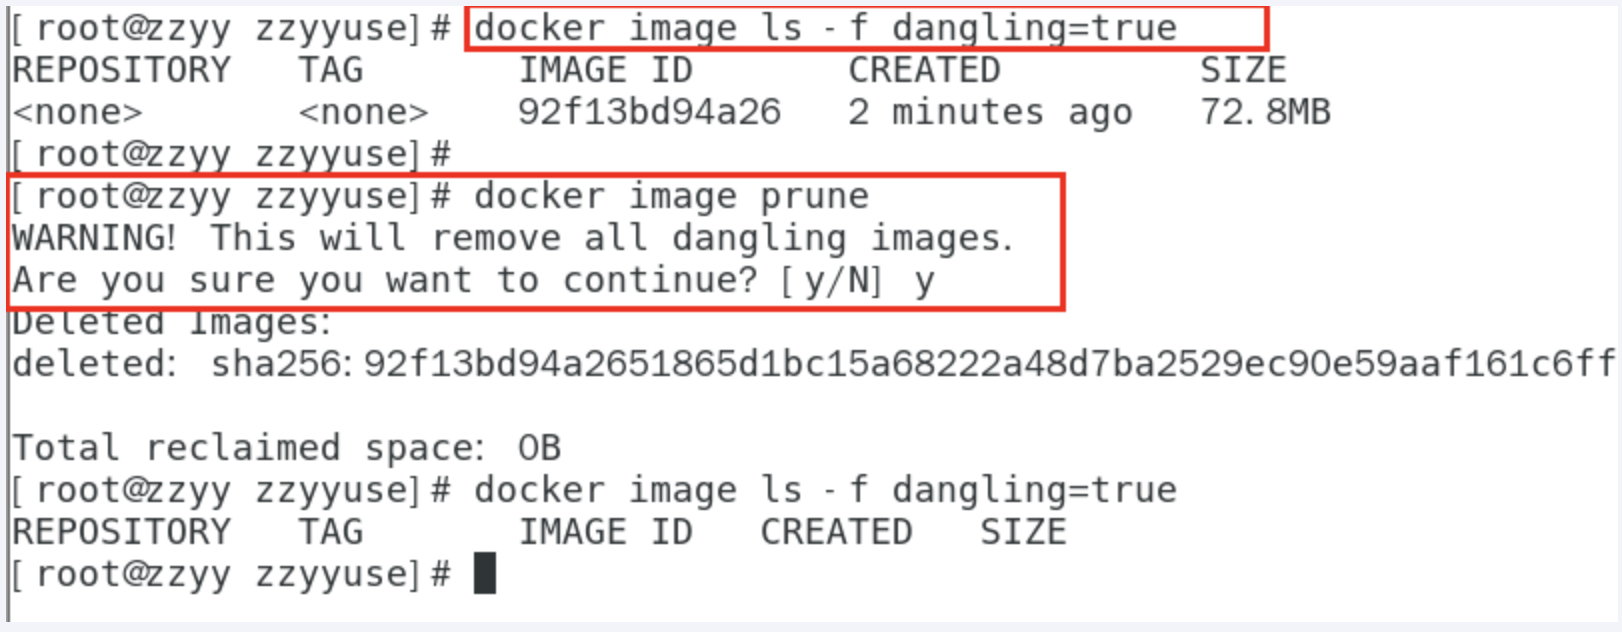 [root@zzyy zzyyuse]# docker image ls -f dangling=true
REPOSITORY   TAG       IMAGE ID       CREATED         SIZE
<none>       <none>    92f13bd94a26   2 minutes ago   72.8MB
[root@zzyy zzyyuse]#
[root@zzyy zzyyuse]# docker image prune
WARNING! This will remove all dangling images.
Are you sure you want to continue? [y/N] y
Deleted Images:
deleted: sha256:92f13bd94a2651865d1bc15a68222a48d7ba2529ec90e59aaf161c6ff
Total reclaimed space: 0B
[root@zzyy zzyyuse]# docker image ls -f dangling=true
REPOSITORY   TAG       IMAGE ID   CREATED   SIZE
[root@zzyy zzyyuse]#